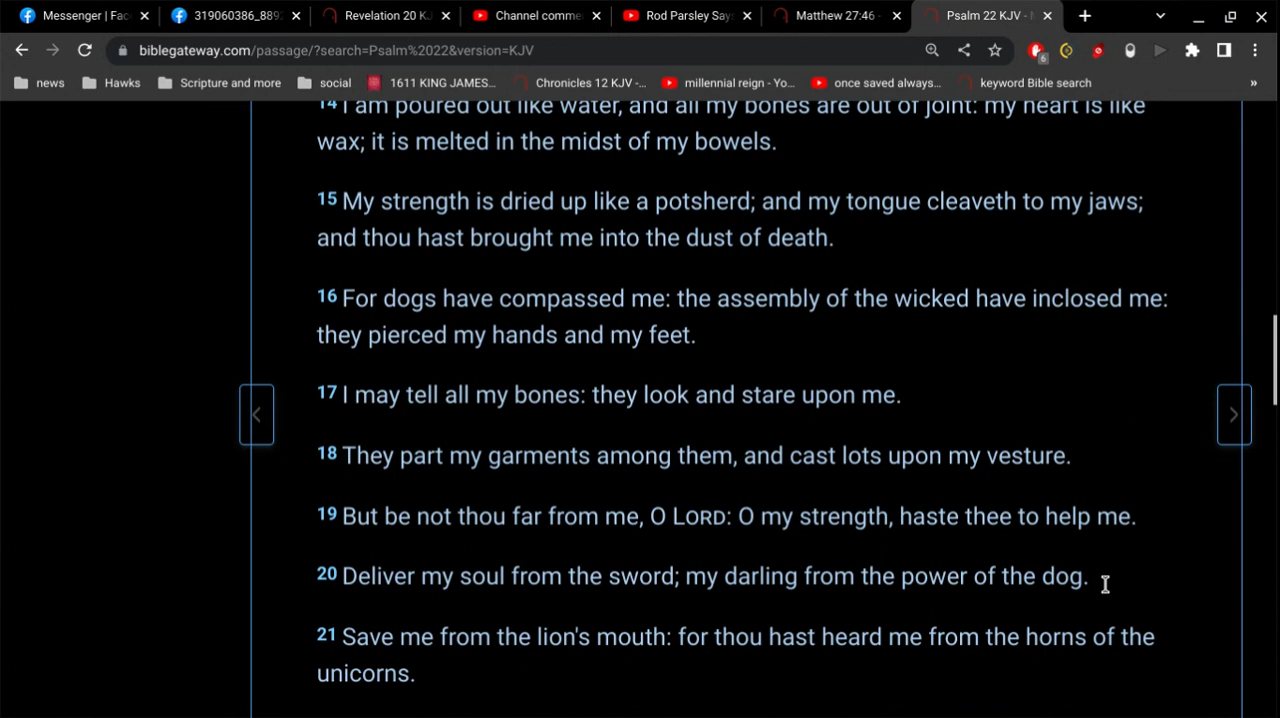 Messenger | Fac
319060386_889
Revelation 20 K
Channel comme
Rod Parsley Say
Matthew 27:46
Psalm 22 KJV -
biblegateway.com/passage/?search=Psalm%2022&version=KJV
6
news
Hawks
Scripture and more
social
1611 KING JAMES...
Chronicles 12 KJV -...
millennial reign - Yo...
once saved always...
keyword Bible search
»
14 I am poured out like water, and all my bones are out of joint: my heart is like
wax; it is melted in the midst of my bowels.
15 My strength is dried up like a potsherd; and my tongue cleaveth to my jaws;
and thou hast brought me into the dust of death.
16 For dogs have compassed me: the assembly of the wicked have inclosed me:
they pierced my hands and my feet.
17 I may tell all my bones: they look and stare upon me.
18 They part my garments among them, and cast lots upon my vesture.
19 But be not thou far from me, O LORD: O my strength, haste thee to help me.
20 Deliver my soul from the sword; my darling from the power of the dog.
21 Save me from the lion's mouth: for thou hast heard me from the horns of the
unicorns.